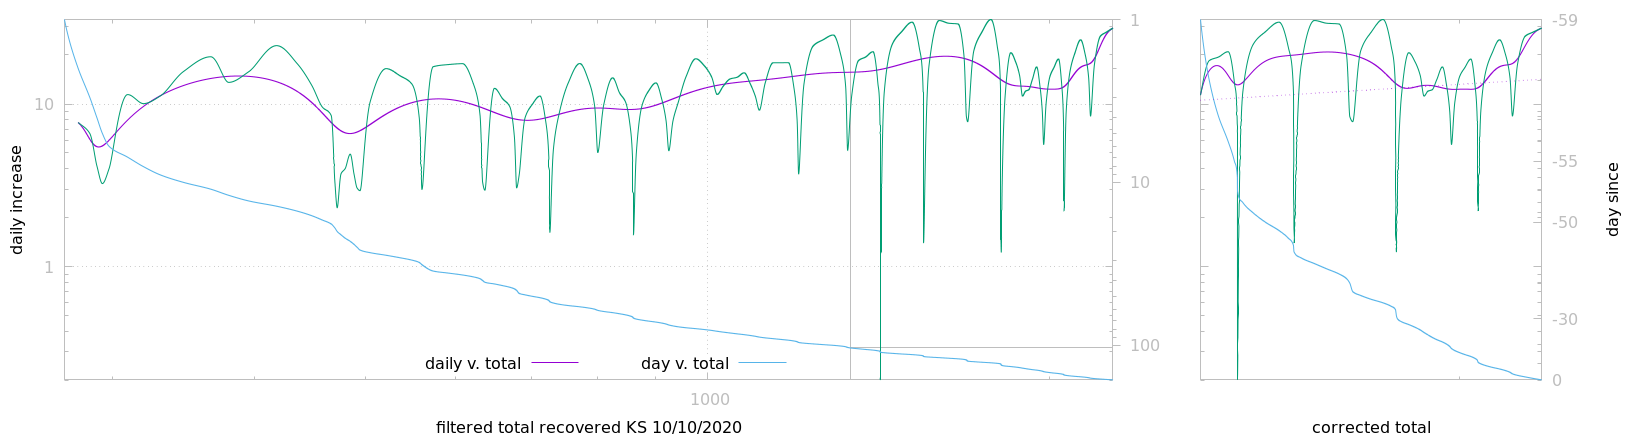 1
-59
10
10
-55
-50
daily increase
day since
1
-30
100
daily v. total
day v. total
0
1000
filtered total recovered KS 10/10/2020
corrected total